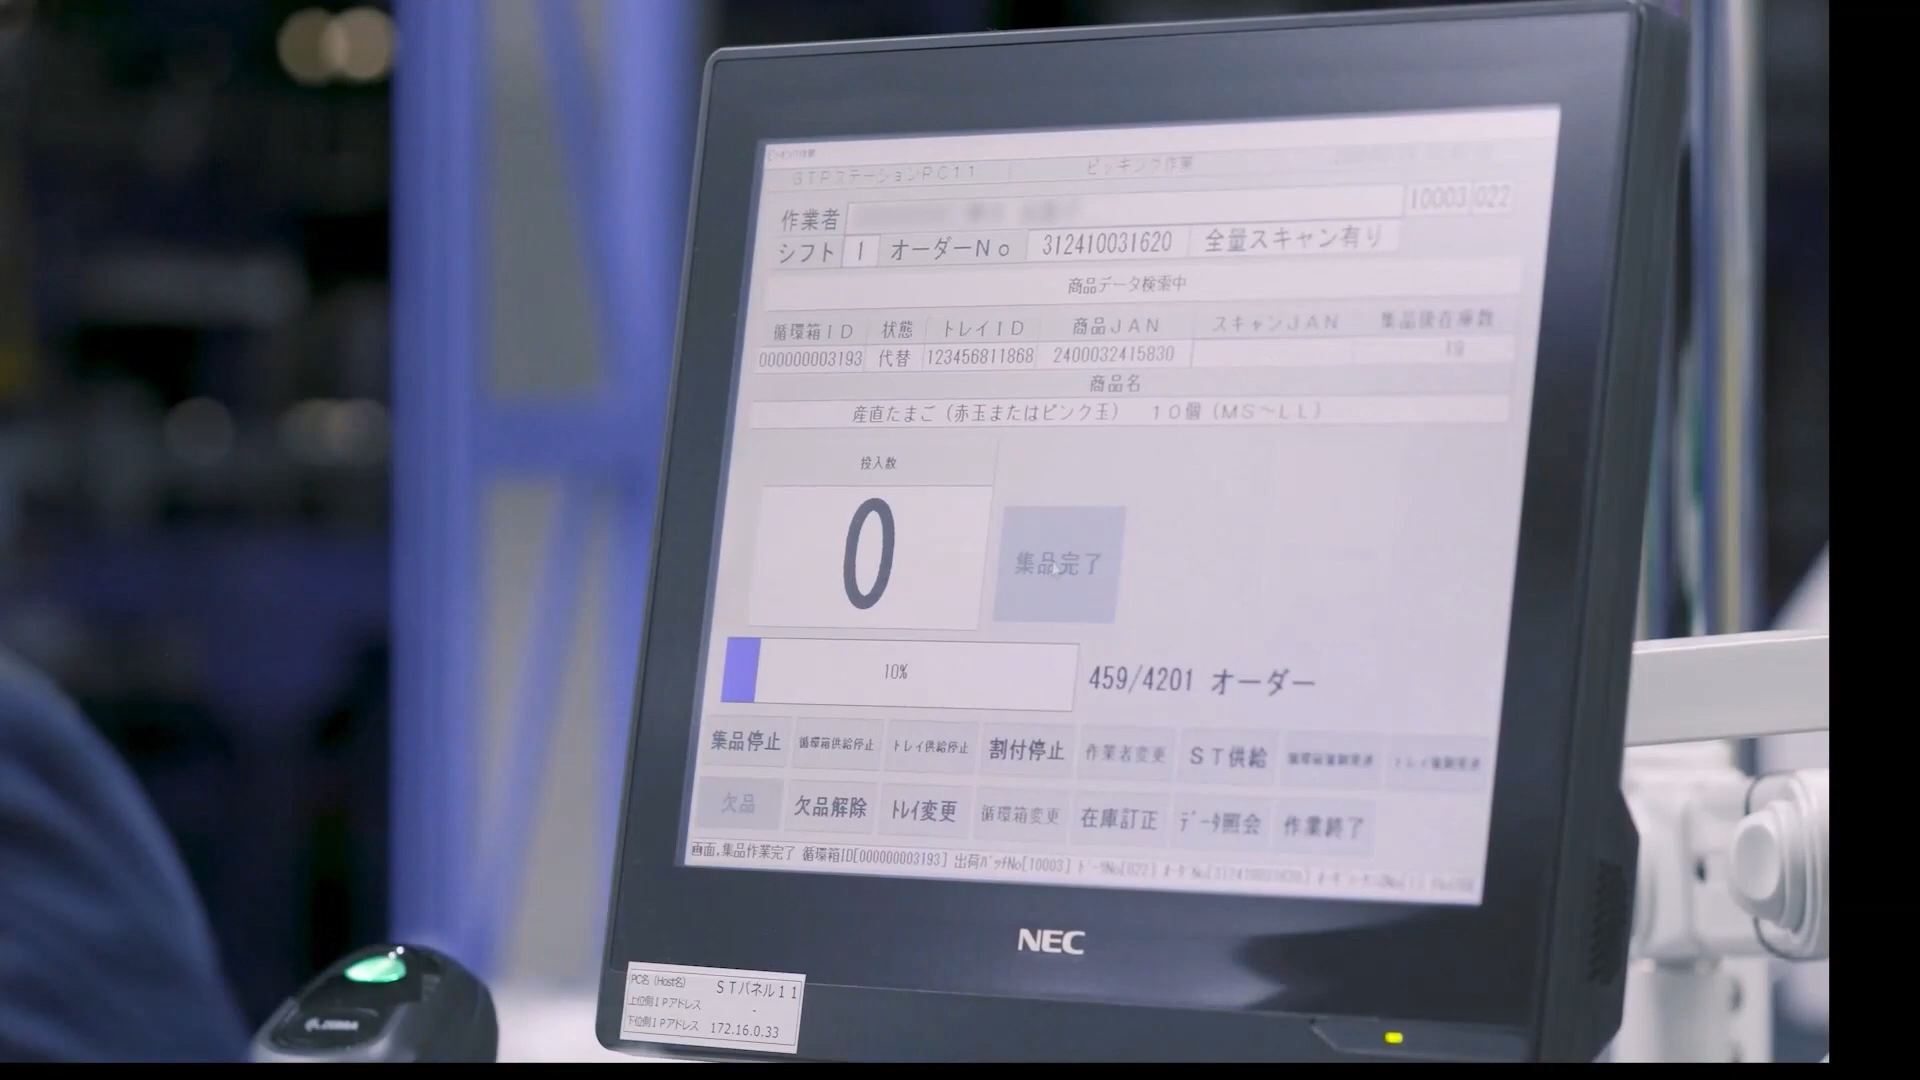 ピッキング作業
GTPステーションPC11 ピッキング作業
作業者 10003 022
シフト 1 オーダーNo 312410031620 全量スキャン有り
商品データ検索中
循環箱ID 状態 トレイID 商品JAN スキャンJAN 集品後在庫数
000000003193 代替 123456811868 2400032415830 19
商品名
産直たまご（赤玉またはピンク玉） 10個（MS～LL）
投入数
0 集品完了
10% 459/4201 オーダー
集品停止 循環箱供給停止 トレイ供給停止 割付停止 作業者変更 ST供給
欠品 欠品解除 トレイ変更 循環箱変更 在庫訂正 データ照会 作業終了
画面,集品作業完了 循環箱ID[000000003193] 出荷バッチNo[10003]
NEC
PC名（Host名） STパネル11
上位側IPアドレス -
下位側IPアドレス 172.16.0.33
ZEBRA